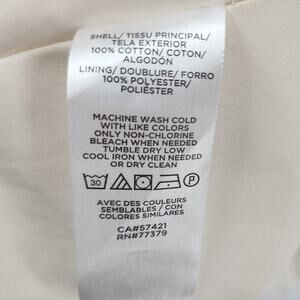 SHELL/ TISSU PRINCIPAL/
TELA EXTERIOR
100% COTTON/ COTON/
ALGODÓN
LINING/ DOUBLURE/ FORRO
100% POLYESTER/
POLIÉSTER
MACHINE WASH COLD
WITH LIKE COLORS
ONLY NON-CHLORINE
BLEACH WHEN NEEDED
TUMBLE DRY LOW
COOL IRON WHEN NEEDED
OR DRY CLEAN
30 P
AVEC DES COULEURS
SEMBLABLES / CON
COLORES SIMILARES
CA#57421
RN#77379